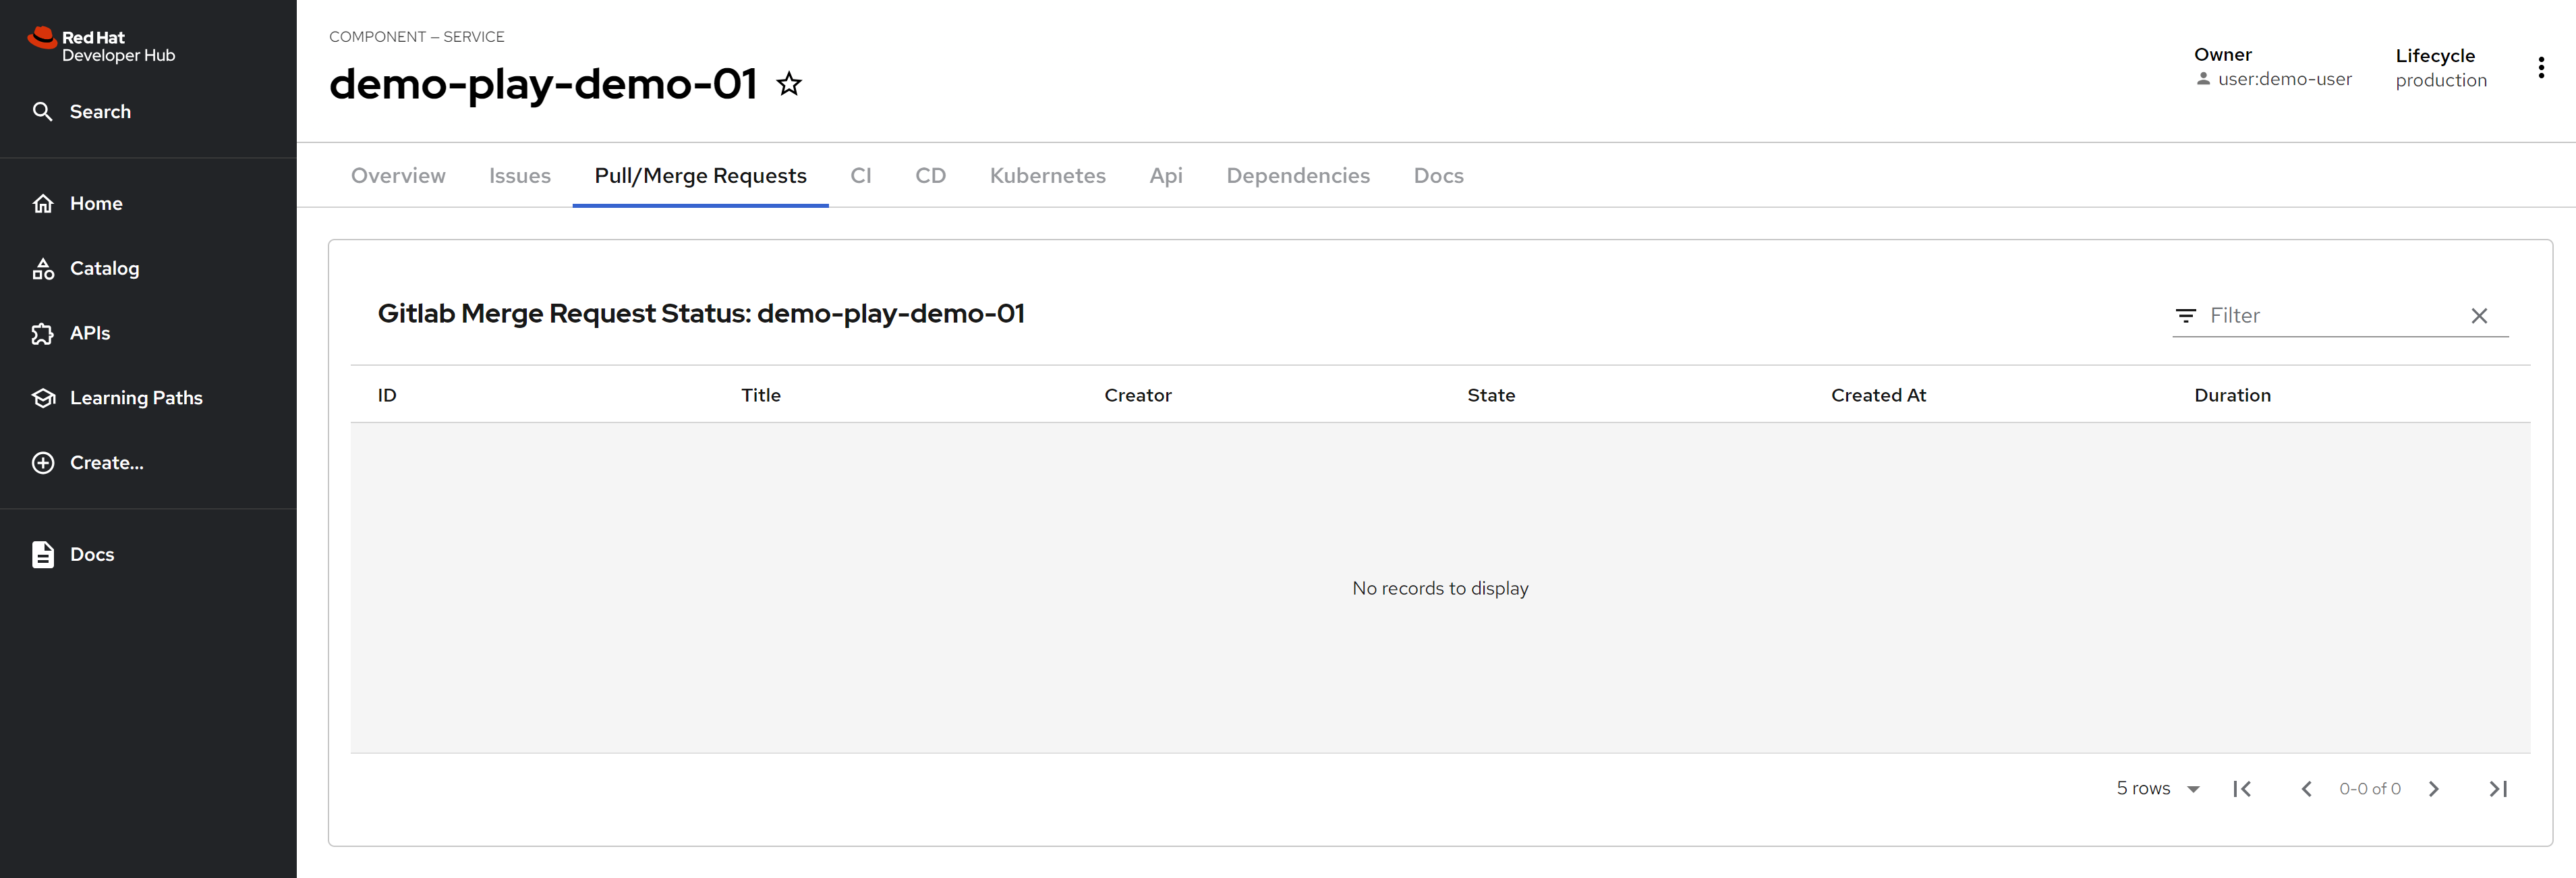 Red Hat
Developer Hub
Search
Home
Catalog
APIs
Learning Paths
Create...
Docs
COMPONENT — SERVICE
demo-play-demo-01
Owner
user:demo-user
Lifecycle
production
Overview Issues Pull/Merge Requests CI CD Kubernetes Api Dependencies Docs
Gitlab Merge Request Status: demo-play-demo-01
Filter
ID Title Creator State Created At Duration
No records to display
5 rows 0-0 of 0